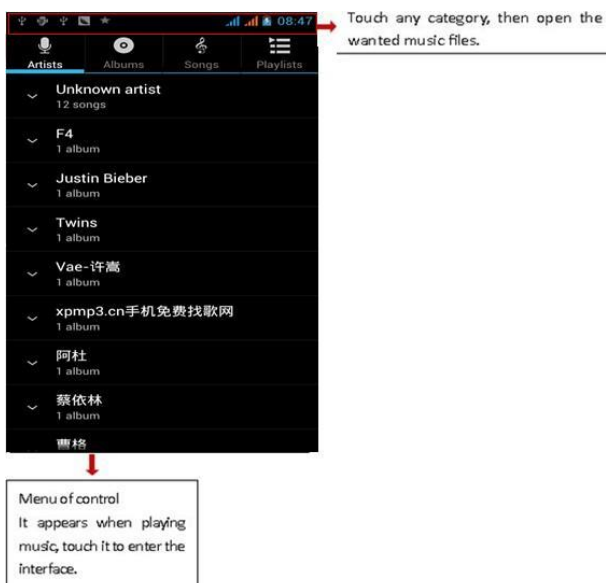 08:47
Touch any category, then open the
wanted music files.
Artists Albums Songs Playlists
Unknown artist
12 songs
F4
1 album
Justin Bieber
1 album
Twins
1 album
Vae-许嵩
1 album
xpmp3.cn手机免费找歌网
1 album
阿杜
1 album
蔡依林
1 album
曹格
Menu of control
It appears when playing
music, touch it to enter the
interface.